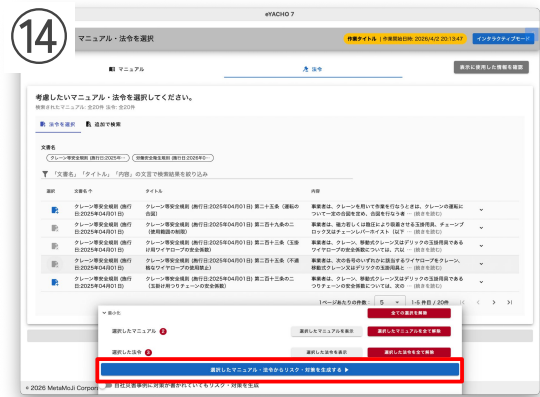 eYACHO 7
⑭
マニュアル・法令を選択
作業タイトル | 作業開始日時: 2026/4/2 20:13:47
インタラクティブモード
マニュアル
法令
表示に使用した情報を確認
考慮したいマニュアル・法令を選択してください。
検索されたマニュアル: 全20件 法令: 全20件
法令を選択
追加で検索
文書名
クレーン等安全規則 (施行日:2025年…
労働安全衛生規則 (施行日:2026年0…
「文書名」「タイトル」「内容」の文言で検索結果を絞り込み
選択 文書名 タイトル 内容
クレーン等安全規則 (施行日:2025年04月01日)
クレーン等安全規則 (施行日:2025年04月01日) 第二十五条 (運転の合図)
事業者は、クレーンを用いて作業を行なうときは、クレーンの運転について一定の合図を定め、合図を行なう者 … (続きを読む)
クレーン等安全規則 (施行日:2025年04月01日)
クレーン等安全規則 (施行日:2025年04月01日) 第二百十九条の二 (使用範囲の制限)
事業者は、磁力若しくは陰圧により吸着させる玉掛用具、チェーンブロック又はチェーンレバーホイスト (以下 … (続きを読む)
クレーン等安全規則 (施行日:2025年04月01日)
クレーン等安全規則 (施行日:2025年04月01日) 第二百十三条 (玉掛け用ワイヤロープの安全係数)
事業者は、クレーン、移動式クレーン又はデリックの玉掛用具であるワイヤロープの安全係数については、六以 … (続きを読む)
クレーン等安全規則 (施行日:2025年04月01日)
クレーン等安全規則 (施行日:2025年04月01日) 第二百十五条 (不適格なワイヤロープの使用禁止)
事業者は、次の各号のいずれかに該当するワイヤロープをクレーン、移動式クレーン又はデリックの玉掛用具と … (続きを読む)
クレーン等安全規則 (施行日:2025年04月01日)
クレーン等安全規則 (施行日:2025年04月01日) 第二百十三条の二 (玉掛け用つりチェーンの安全係数)
事業者は、クレーン、移動式クレーン又はデリックの玉掛用具であるつりチェーンの安全係数については、次の … (続きを読む)
1ページあたりの件数: 5 1-5 件目 / 20件
最小化
全ての選択を解除
選択したマニュアル 2
選択したマニュアルを表示
選択したマニュアルを全て解除
選択した法令
選択した法令を表示
選択した法令を全て解除
選択したマニュアル・法令からリスク・対策を生成する
© 2026 MetaMoJi Corpor
自社災害事例に対策が書かれていてもリスク・対策を生成